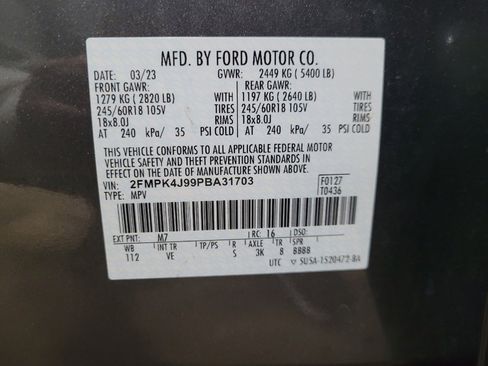 MFD. BY FORD MOTOR CO.
DATE: 03/23 GVWR: 2449 KG (5400 LB)
FRONT GAWR: REAR GAWR:
1279 KG (2820 LB) WITH 1197 KG (2640 LB) WITH
245/60R18 105V TIRES 245/60R18 105V TIRES
18x8.0J RIMS 18x8.0J RIMS
AT 240 kPa/ 35 PSI COLD AT 240 kPa/ 35 PSI COLD
THIS VEHICLE CONFORMS TO ALL APPLICABLE FEDERAL MOTOR
VEHICLE SAFETY, BUMPER, AND THEFT PREVENTION STANDARDS IN
EFFECT ON THE DATE OF MANUFACTURE SHOWN ABOVE.
VIN: 2FMPK4J99PBA31703 F0127
TYPE: MPV T0436
EXT PNT: M7 RC: 16 DSO:
WB INT TR TP/PS R AXLE TR SPR
112 VE S 3K 8 BBBB
UTC ▽ 5U5A-1520472-BA